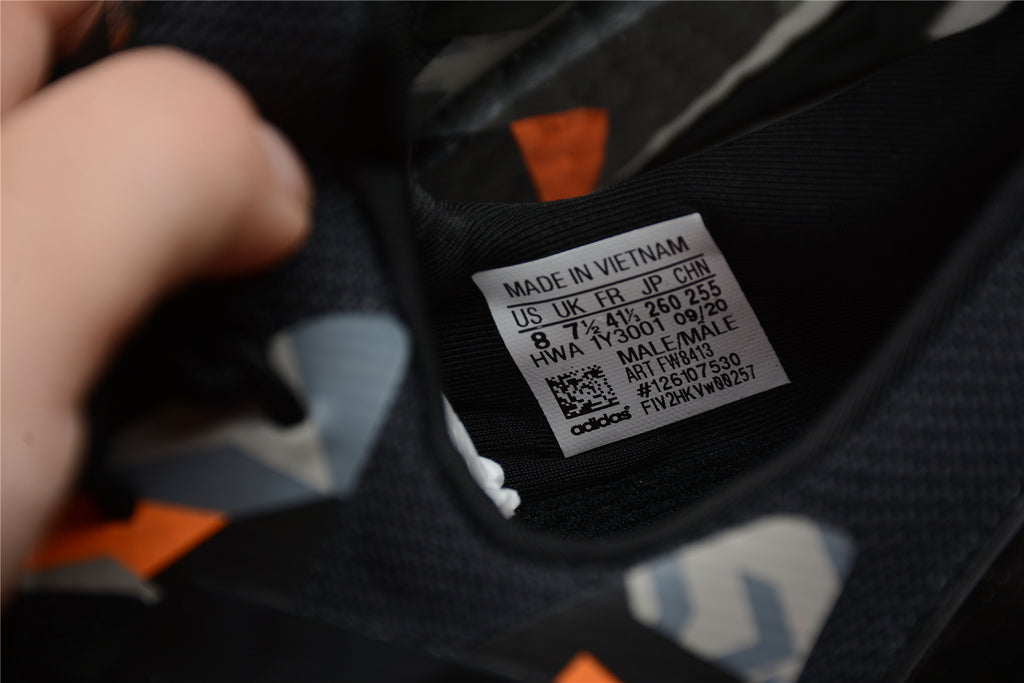 MADE IN VIETNAM
US UK FR JP CHN
8 7½ 41⅓ 260 255
HWA 1Y3001 09/20
MALE/MALE
ART FW8413
#126107530
FIV2HKVw00257
adidas